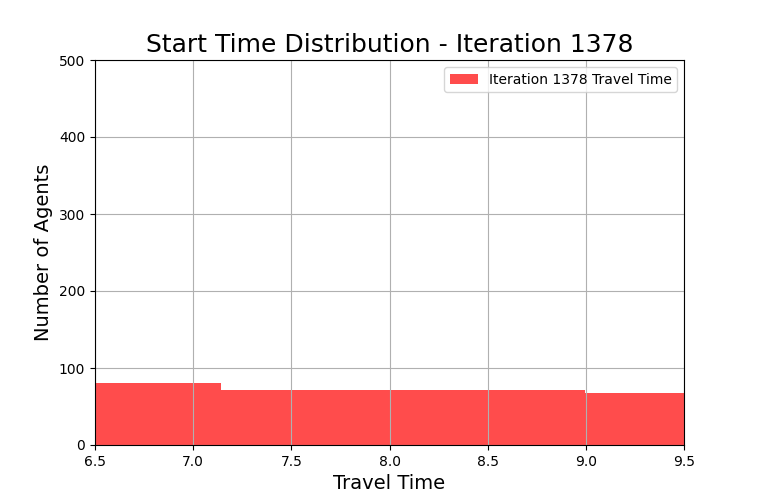 Start Time Distribution - Iteration 1378
Iteration 1378 Travel Time
Number of Agents
500
400
300
200
100
0
6.5 7.0 7.5 8.0 8.5 9.0 9.5
Travel Time